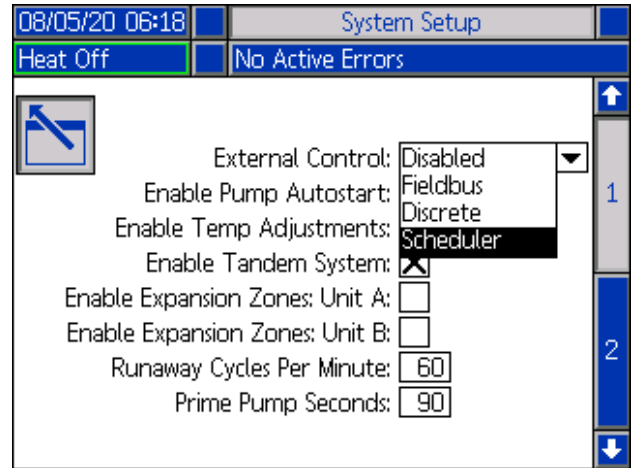 08/05/20 06:18 System Setup
Heat Off No Active Errors
External Control: Disabled
Fieldbus
Enable Pump Autostart:
Discrete
Enable Temp Adjustments:
Scheduler
Enable Tandem System:
Enable Expansion Zones: Unit A:
Enable Expansion Zones: Unit B:
Runaway Cycles Per Minute: 60
Prime Pump Seconds: 90
1
2